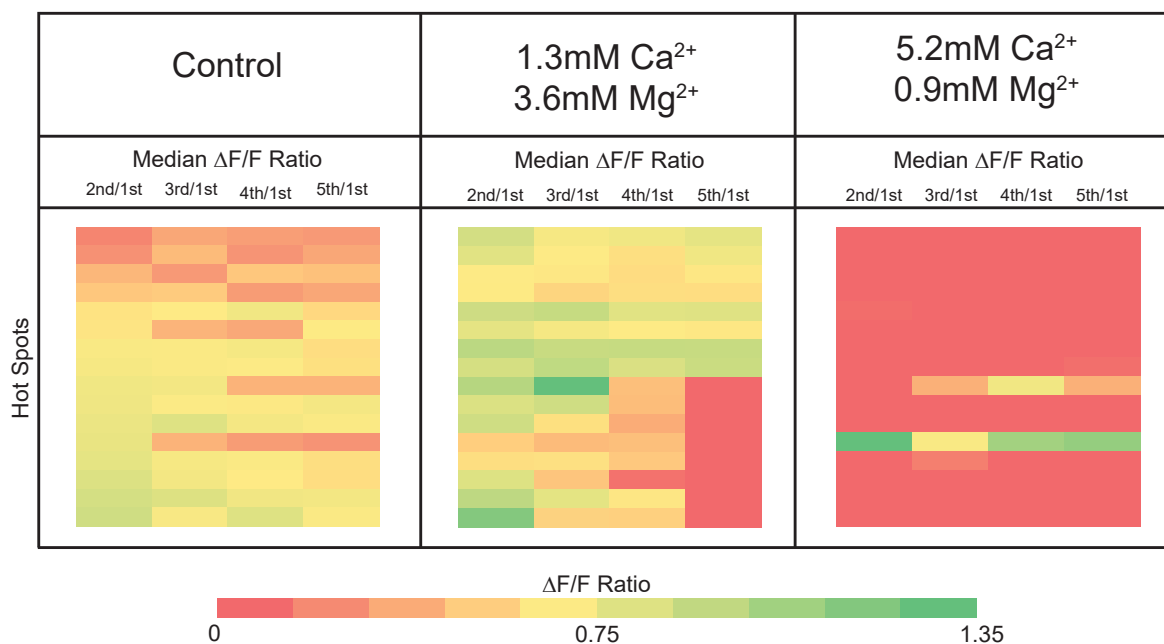 Control
1.3mM Ca²⁺
3.6mM Mg²⁺
5.2mM Ca²⁺
0.9mM Mg²⁺
Median ΔF/F Ratio
2nd/1st 3rd/1st 4th/1st 5th/1st
Median ΔF/F Ratio
2nd/1st 3rd/1st 4th/1st 5th/1st
Median ΔF/F Ratio
2nd/1st 3rd/1st 4th/1st 5th/1st
Hot Spots
ΔF/F Ratio
0 0.75 1.35